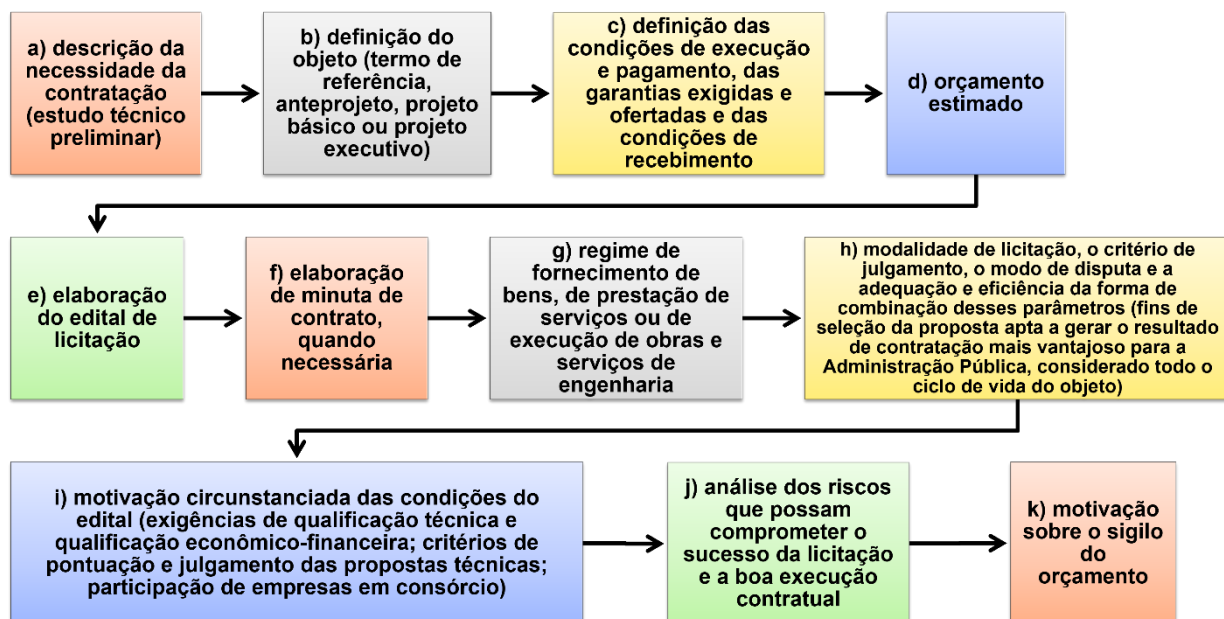 a) descrição da
necessidade da
contratação
(estudo técnico
preliminar)
b) definição do
objeto (termo de
referência,
anteprojeto, projeto
básico ou projeto
executivo)
c) definição das
condições de execução
e pagamento, das
garantias exigidas e
ofertadas e das
condições de
recebimento
d) orçamento
estimado
e) elaboração
do edital de
licitação
f) elaboração
de minuta de
contrato,
quando
necessária
g) regime de
fornecimento de
bens, de prestação de
serviços ou de
execução de obras e
serviços de
engenharia
h) modalidade de licitação, o critério de
julgamento, o modo de disputa e a
adequação e eficiência da forma de
combinação desses parâmetros (fins de
seleção da proposta apta a gerar o resultado
de contratação mais vantajoso para a
Administração Pública, considerado todo o
ciclo de vida do objeto)
i) motivação circunstanciada das condições do
edital (exigências de qualificação técnica e
qualificação econômico-financeira; critérios de
pontuação e julgamento das propostas técnicas;
participação de empresas em consórcio)
j) análise dos riscos
que possam
comprometer o
sucesso da licitação
e a boa execução
contratual
k) motivação
sobre o sigilo
do
orçamento